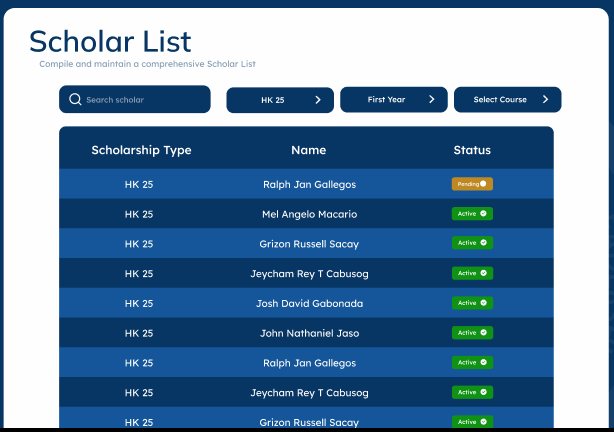 Scholar List
Compile and maintain a comprehensive Scholar List
Search scholar HK 25 First Year Select Course
Scholarship Type Name Status
HK 25 Ralph Jan Gallegos Pending
HK 25 Mel Angelo Macario Active
HK 25 Grizon Russell Sacay Active
HK 25 Jeycham Rey T Cabusog Active
HK 25 Josh David Gabonada Active
HK 25 John Nathaniel Jaso Active
HK 25 Ralph Jan Gallegos Active
HK 25 Jeycham Rey T Cabusog Active
HK 25 Grizon Russell Sacay Active